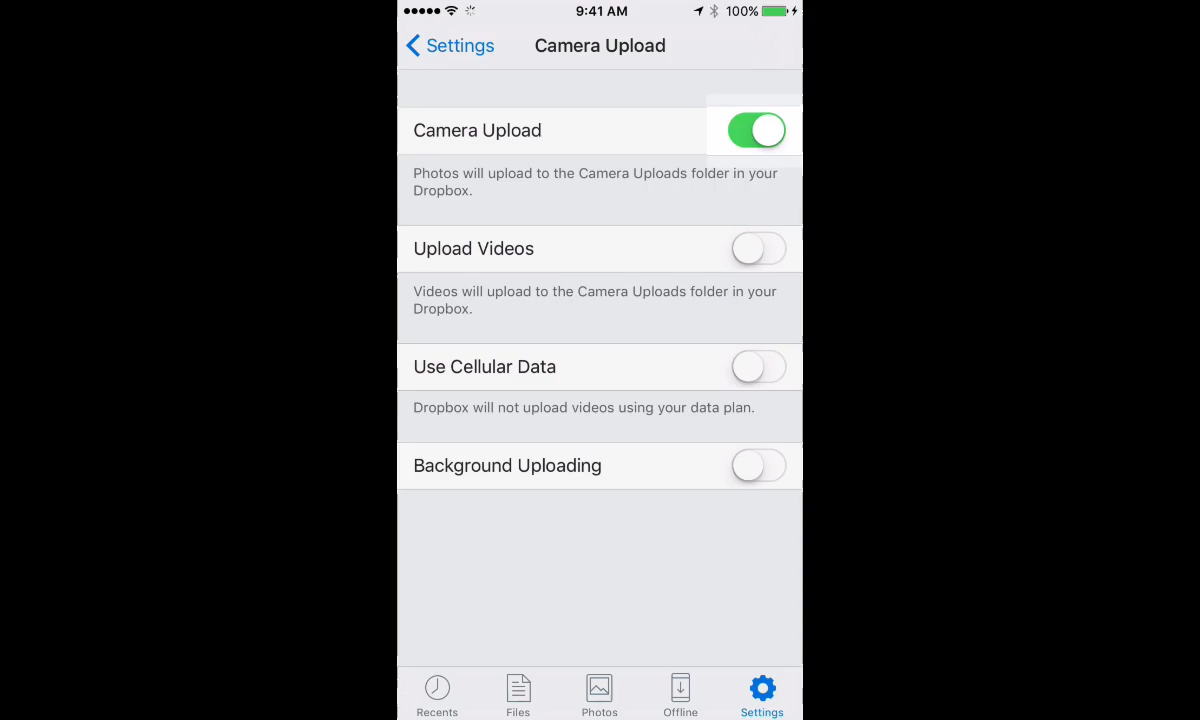 9:41 AM 100%
Settings Camera Upload
Camera Upload
Photos will upload to the Camera Uploads folder in your
Dropbox.
Upload Videos
Videos will upload to the Camera Uploads folder in your
Dropbox.
Use Cellular Data
Dropbox will not upload videos using your data plan.
Background Uploading
Recents Files Photos Offline Settings